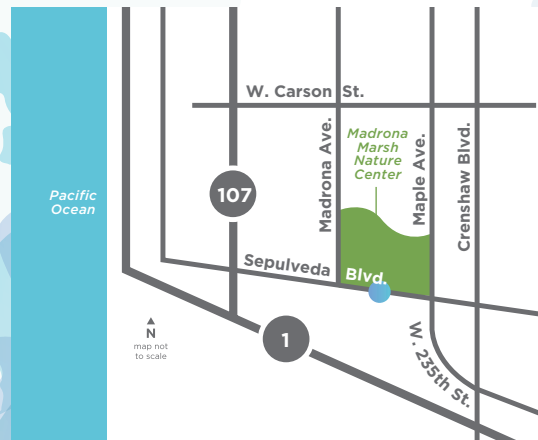 W. Carson St.
Madrona Ave.
Madrona
Marsh
Nature
Center
Maple Ave.
Crenshaw Blvd.
107
Pacific
Ocean
Sepulveda Blvd.
N
map not
to scale
1
W. 235th St.